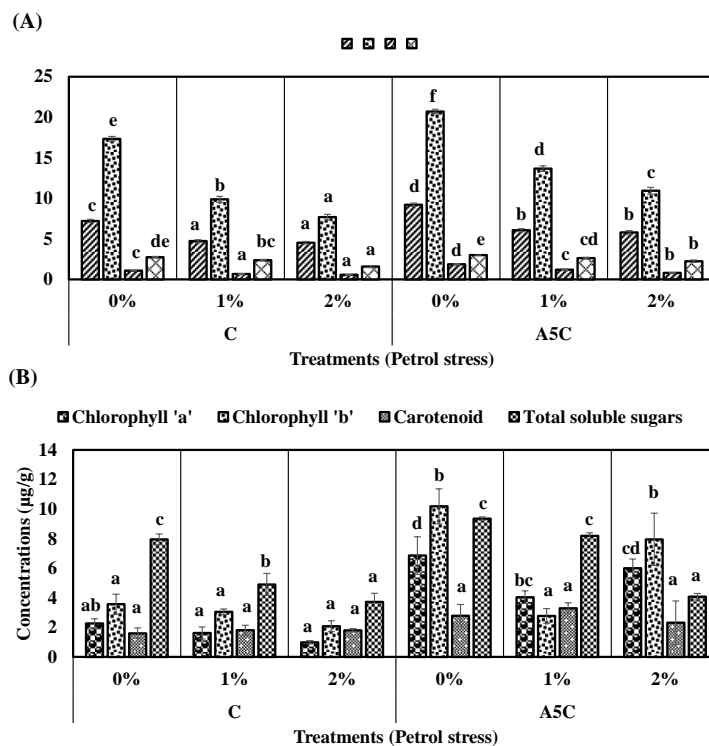 (A)
25
20
15
10
5
0
c e c de
a b a bc
a a a a
d f d e
b d c cd
b c b b
0% 1% 2% 0% 1% 2%
C A5C
Treatments (Petrol stress)
(B)
Chlorophyll 'a' Chlorophyll 'b' Carotenoid Total soluble sugars
Concentrations (µg/g)
14
12
10
8
6
4
2
0
ab a a c
a a a b
a a a a
d b a c
bc a a c
cd b a a
0% 1% 2% 0% 1% 2%
C A5C
Treatments (Petrol stress)